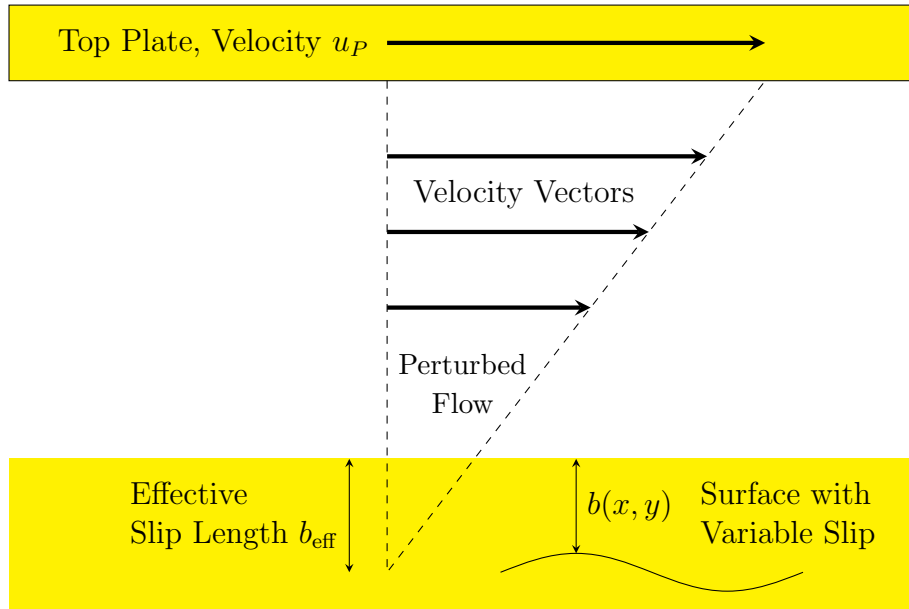 Top Plate, Velocity u_P
Velocity Vectors
Perturbed
Flow
Effective
Slip Length b_eff
b(x, y)
Surface with
Variable Slip